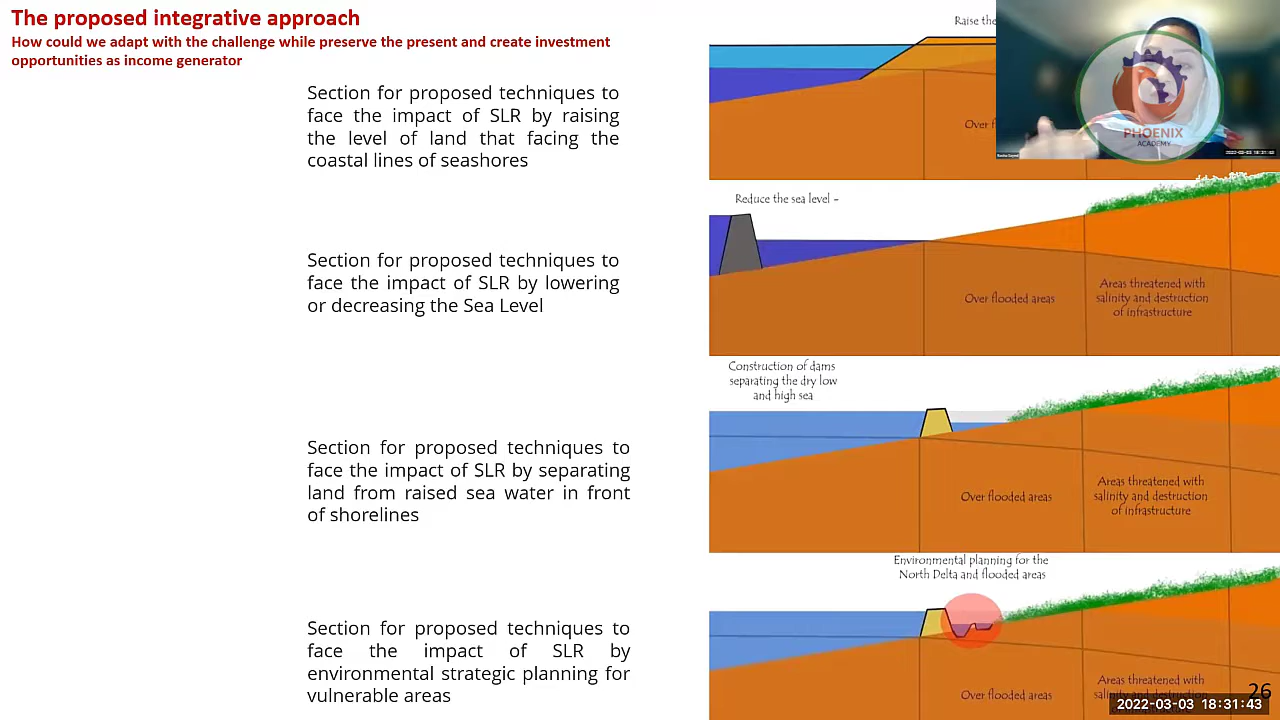 The proposed integrative approach
How could we adapt with the challenge while preserve the present and create investment
opportunities as income generator
Section for proposed techniques to
face the impact of SLR by raising
the level of land that facing the
coastal lines of seashores
Raise the
Over f
PHOENIX
ACADEMY
Section for proposed techniques to
face the impact of SLR by lowering
or decreasing the Sea Level
Reduce the sea level -
Over flooded areas
Areas threatened with
salinity and destruction
of infrastructure
Section for proposed techniques to
face the impact of SLR by separating
land from raised sea water in front
of shorelines
Construction of dams
separating the dry low
and high sea
Over flooded areas
Areas threatened with
salinity and destruction
of infrastructure
Section for proposed techniques to
face the impact of SLR by
environmental strategic planning for
vulnerable areas
Environmental planning for the
North Delta and flooded areas
Over flooded areas
Areas threatened with
salinity and destruction
26
2022-03-03 18:31:43